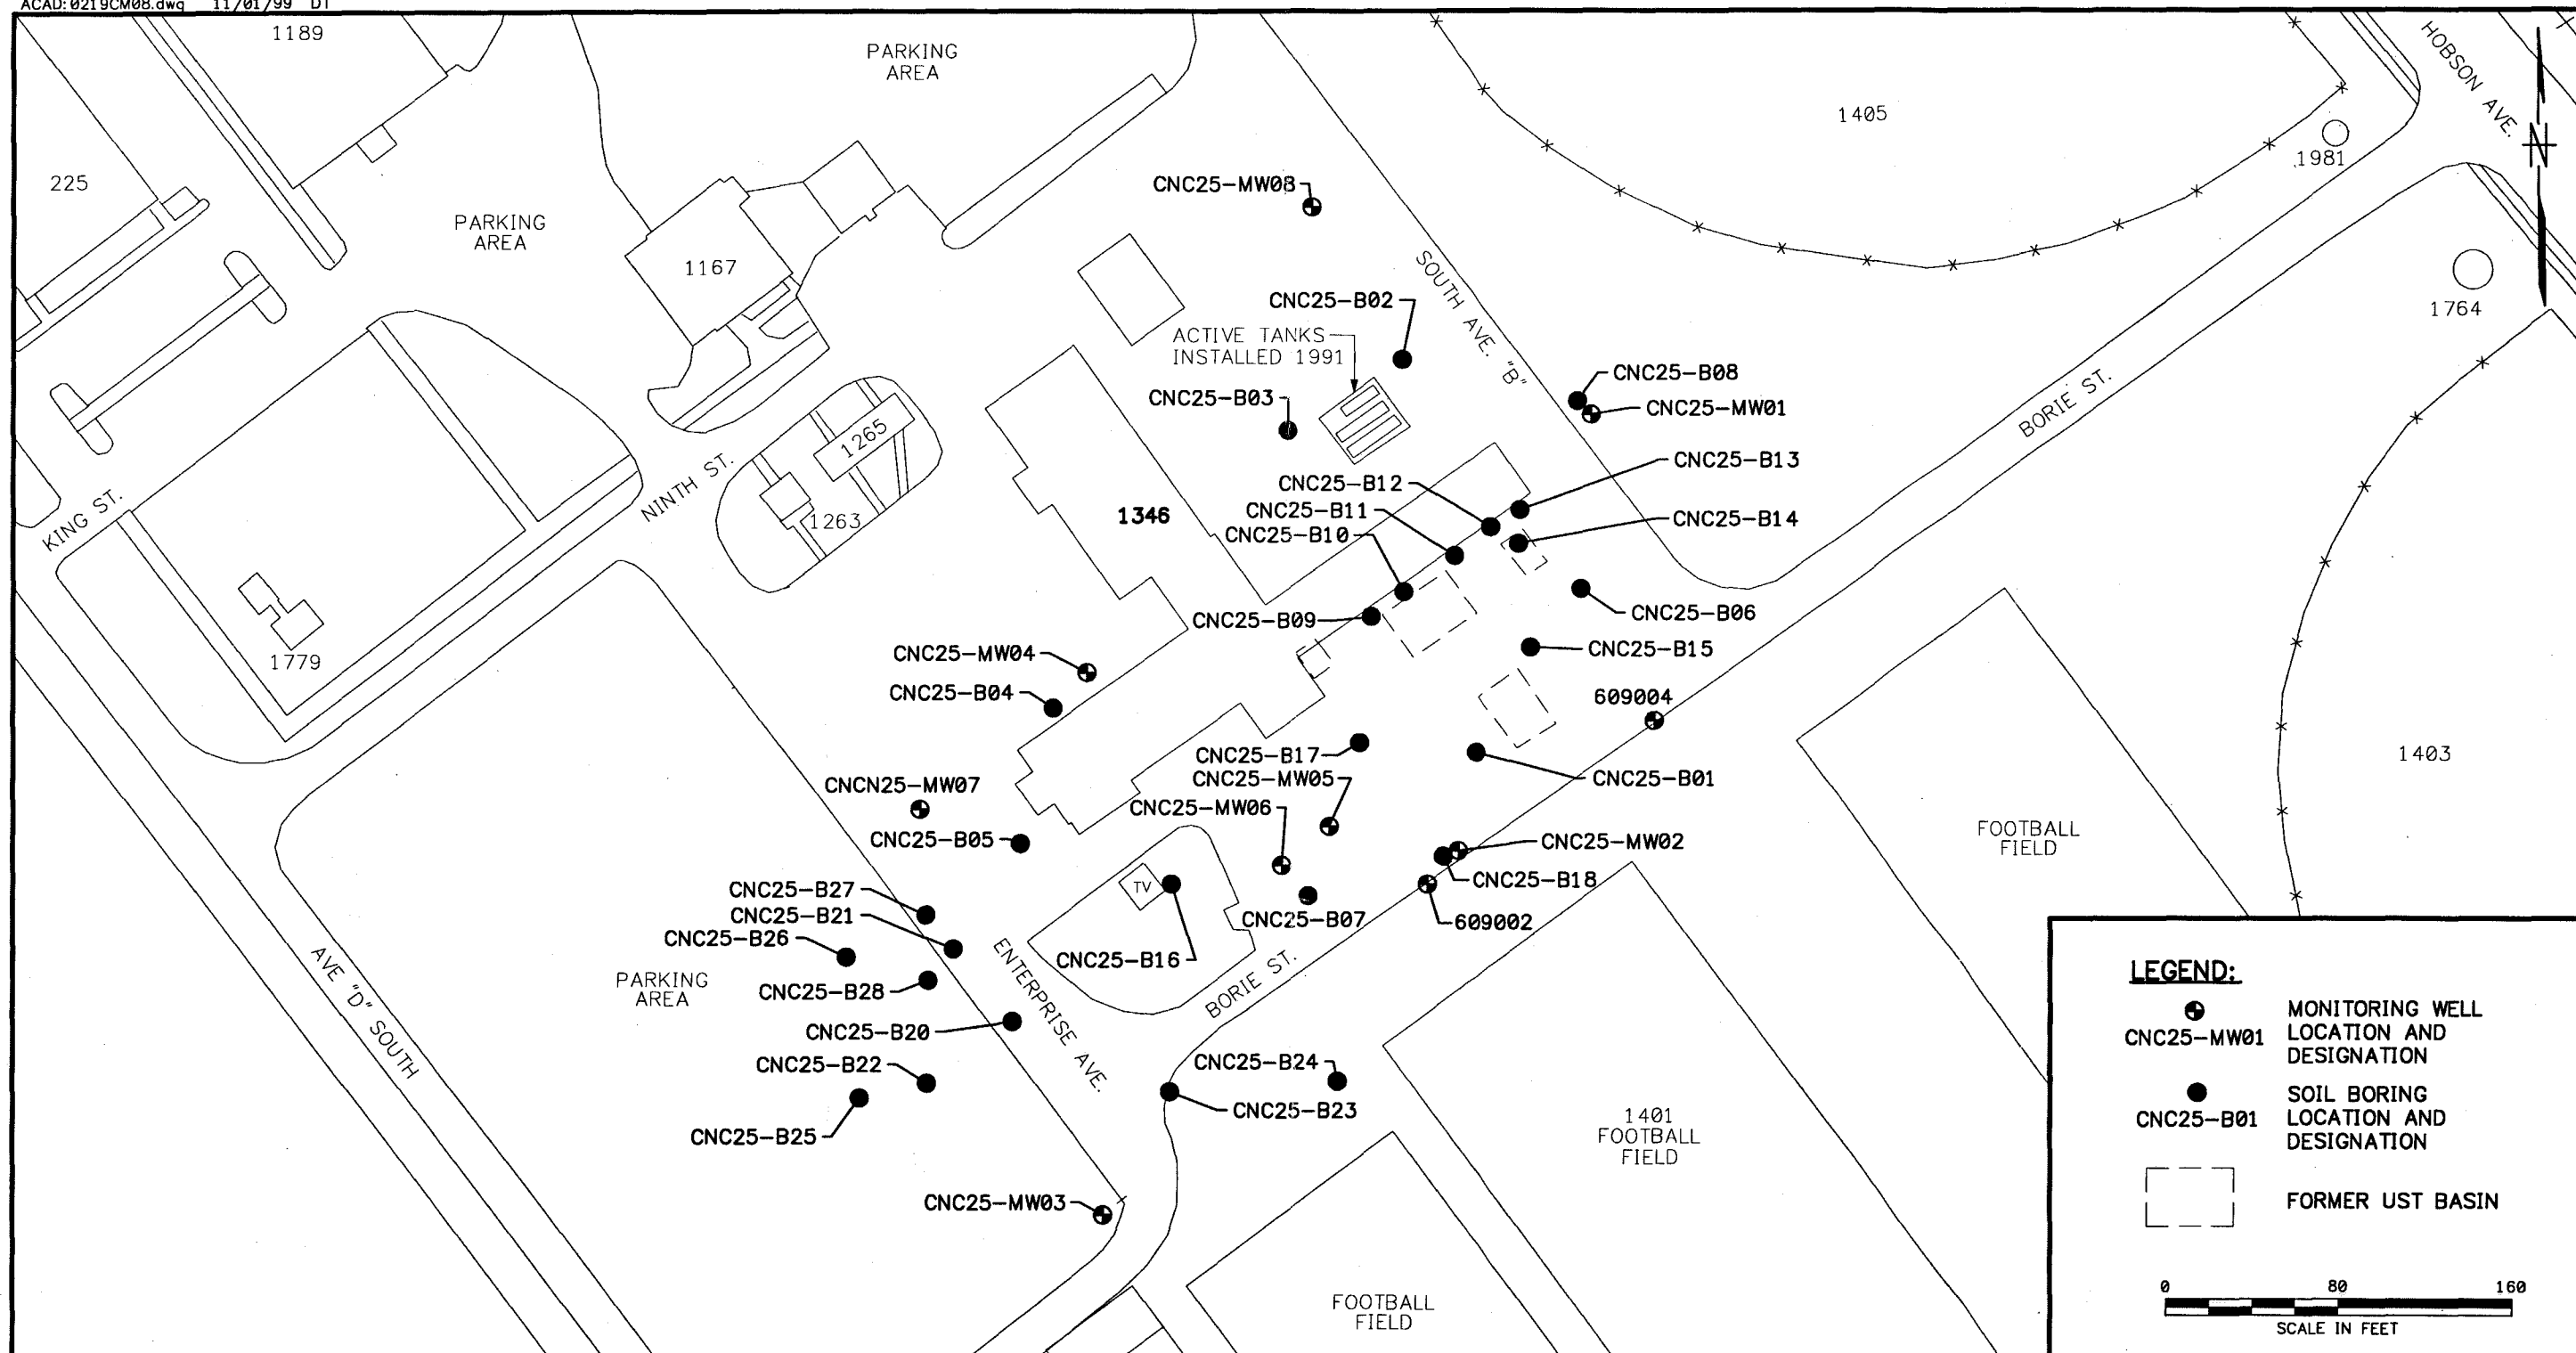 ACAD:0219CM08.dwg 11/01/99 DT
1189
PARKING
AREA
HOBSON AVE.
1405
1981
N
225
CNC25-MW08
PARKING
AREA
1167
SOUTH AVE. "B"
1764
CNC25-B02
ACTIVE TANKS
INSTALLED 1991
CNC25-B03
CNC25-B08
CNC25-MW01
BORIE ST.
1265
NINTH ST.
1263
KING ST.
1346
CNC25-B13
CNC25-B12
CNC25-B11
CNC25-B10
CNC25-B14
CNC25-B09
CNC25-B06
CNC25-B15
1779
CNC25-MW04
CNC25-B04
609004
CNC25-B17
CNC25-MW05
CNC25-B01
1403
CNCN25-MW07
CNC25-MW06
CNC25-B05
CNC25-MW02
FOOTBALL
FIELD
CNC25-B27
TV
CNC25-B18
CNC25-B21
CNC25-B07
609002
CNC25-B26
CNC25-B16
PARKING
AREA
CNC25-B28
AVE "D" SOUTH
ENTERPRISE AVE.
BORIE ST.
CNC25-B20
CNC25-B22
CNC25-B24
CNC25-B23
CNC25-B25
1401
FOOTBALL
FIELD
CNC25-MW03
FOOTBALL
FIELD
LEGEND:
CNC25-MW01
MONITORING WELL
LOCATION AND
DESIGNATION
CNC25-B01
SOIL BORING
LOCATION AND
DESIGNATION
FORMER UST BASIN
0 80 160
SCALE IN FEET